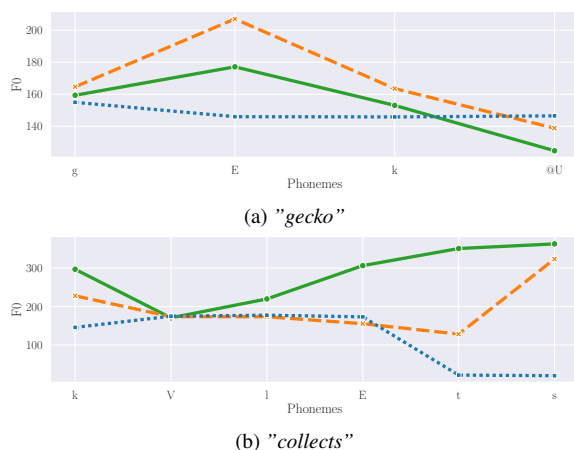 200
180
160
140
F0
g E k @U
Phonemes
(a) ”gecko”
300
200
100
F0
k V l E t s
Phonemes
(b) ”collects”